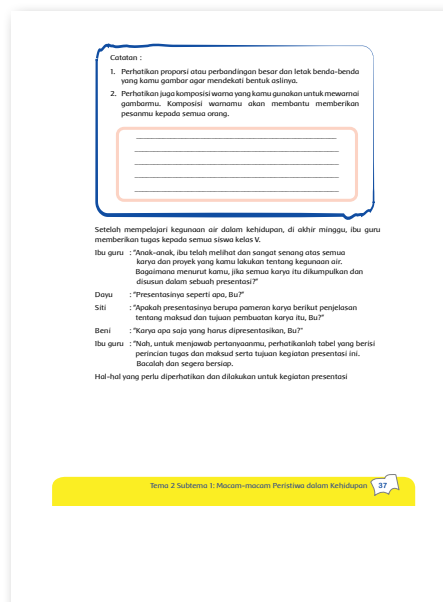 Catatan :
1. Perhatikan proporsi atau perbandingan besar dan letak benda-benda
yang kamu gambar agar mendekati bentuk aslinya.
2. Perhatikan juga komposisi warna yang kamu gunakan untuk mewarnai
gambarmu. Komposisi warnamu akan membantu memberikan
pesanmu kepada semua orang.
Setelah mempelajari kegunaan air dalam kehidupan, di akhir minggu, ibu guru
memberikan tugas kepada semua siswa kelas V.
Ibu guru : "Anak-anak, ibu telah melihat dan sangat senang atas semua
karya dan proyek yang kamu lakukan tentang kegunaan air.
Bagaimana menurut kamu, jika semua karya itu dikumpulkan dan
disusun dalam sebuah presentasi?"
Dayu : "Presentasinya seperti apa, Bu?"
Siti : "Apakah presentasinya berupa pameran karya berikut penjelasan
tentang maksud dan tujuan pembuatan karya itu, Bu?"
Beni : "Karya apa saja yang harus dipresentasikan, Bu?"
Ibu guru : "Nah, untuk menjawab pertanyaanmu, perhatikanlah tabel yang berisi
perincian tugas dan maksud serta tujuan kegiatan presentasi ini.
Bacalah dan segera bersiap.
Hal-hal yang perlu diperhatikan dan dilakukan untuk kegiatan presentasi
Tema 2 Subtema 1: Macam-macam Peristiwa dalam Kehidupan 37